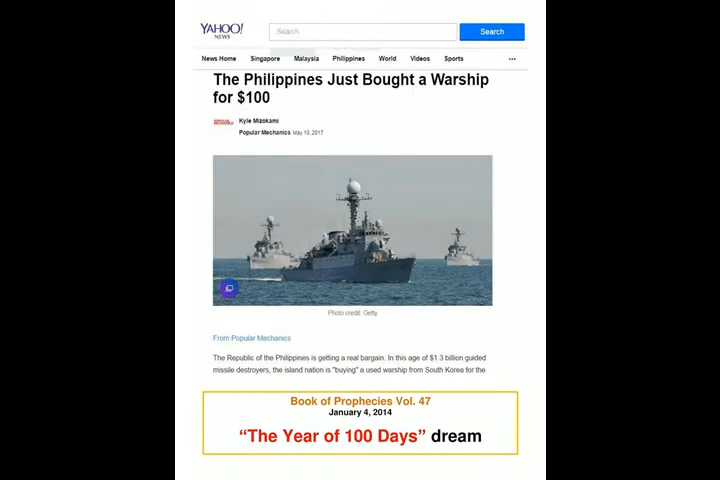 YAHOO!
NEWS
Search
Search
News Home Singapore Malaysia Philippines World Videos Sports ...
The Philippines Just Bought a Warship
for $100
Kyle Mizokami
Popular Mechanics May 10, 2017
Photo credit: Getty
From Popular Mechanics
The Republic of the Philippines is getting a real bargain. In this age of $1.3 billion guided
missile destroyers, the island nation is "buying" a used warship from South Korea for the
Book of Prophecies Vol. 47
January 4, 2014
“The Year of 100 Days” dream